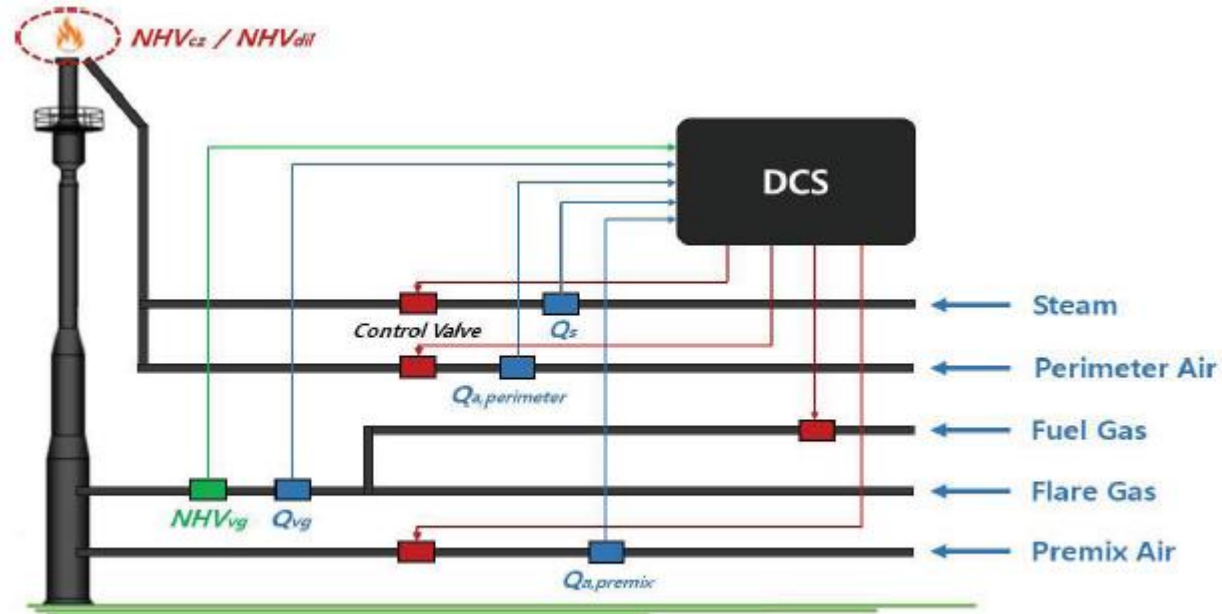 NHVcz / NHVdil
DCS
Steam
Control Valve
Qs
Perimeter Air
Qa,perimeter
Fuel Gas
Flare Gas
NHVvg
Qvg
Premix Air
Qa,premix